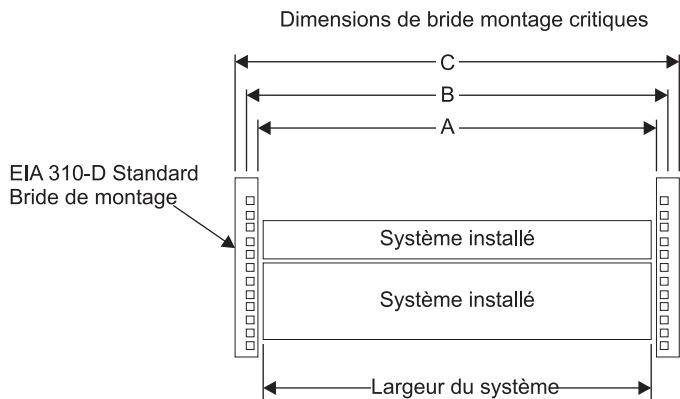 Dimensions de bride montage critiques
C
B
A
EIA 310-D Standard
Bride de montage
Système installé
Système installé
Largeur du système